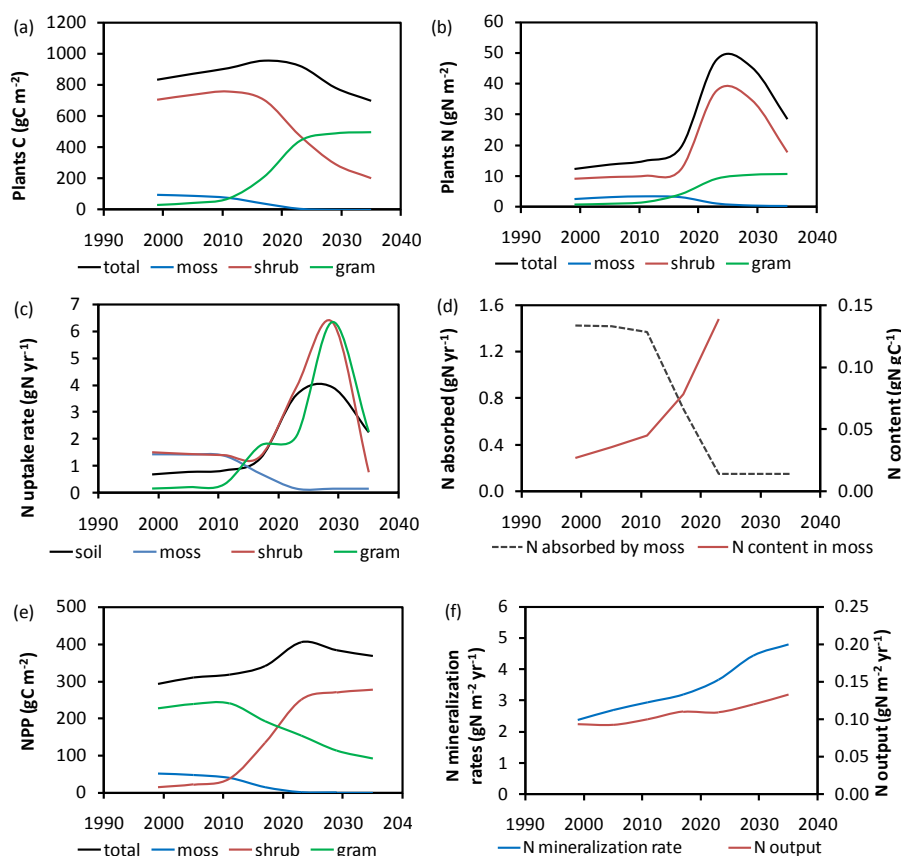 (a)
1200
1000
800
600
400
200
0
Plants C (gC m⁻²)
1990 2000 2010 2020 2030 2040
total moss shrub gram
(b)
60
50
40
30
20
10
0
Plants N (gN m⁻²)
1990 2000 2010 2020 2030 2040
total moss shrub gram
(c)
7
6
5
4
3
2
1
0
N uptake rate (gN yr⁻¹)
1990 2000 2010 2020 2030 2040
soil moss shrub gram
(d)
1.6
1.2
0.8
0.4
0.0
N absorbed (gN yr⁻¹)
0.15
0.10
0.05
0.00
N content (gN gC⁻¹)
1990 2000 2010 2020 2030 2040
N absorbed by moss N content in moss
(e)
500
400
300
200
100
0
NPP (gC m⁻²)
1990 2000 2010 2020 2030 204
total moss shrub gram
(f)
6
5
4
3
2
1
0
N mineralization
rates (gN m⁻² yr⁻¹)
0.25
0.20
0.15
0.10
0.05
0.00
N output (gN m⁻² yr⁻¹)
1990 2000 2010 2020 2030 2040
N mineralization rate N output